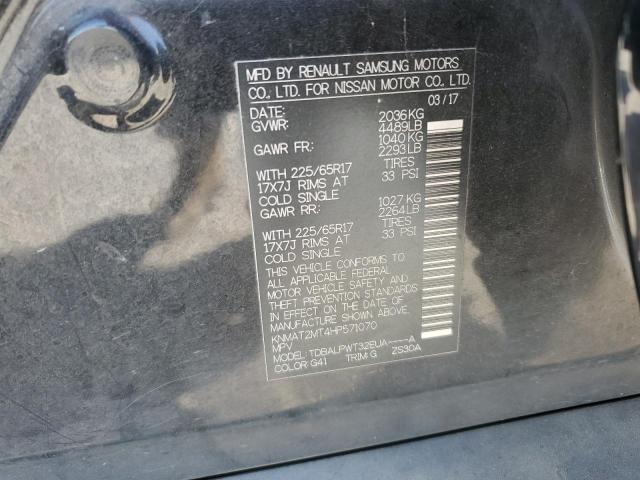 MFD BY RENAULT SAMSUNG MOTORS
CO., LTD. FOR NISSAN MOTOR CO., LTD.
DATE: 03/17
GVWR: 2036KG
4489LB
GAWR FR: 1040KG
2293LB
WITH 225/65R17 TIRES
17X7J RIMS AT 33 PSI
COLD SINGLE
GAWR RR: 1027KG
2264LB
WITH 225/65R17 TIRES
17X7J RIMS AT 33 PSI
COLD SINGLE
THIS VEHICLE CONFORMS TO
ALL APPLICABLE FEDERAL
MOTOR VEHICLE SAFETY AND
THEFT PREVENTION STANDARDS
IN EFFECT ON THE DATE OF
MANUFACTURE SHOWN ABOVE.
KNMAT2MT4HP571070
MPV
MODEL: TDBALPWT32EUA----A
COLOR G41 TRIM: G ZS30A